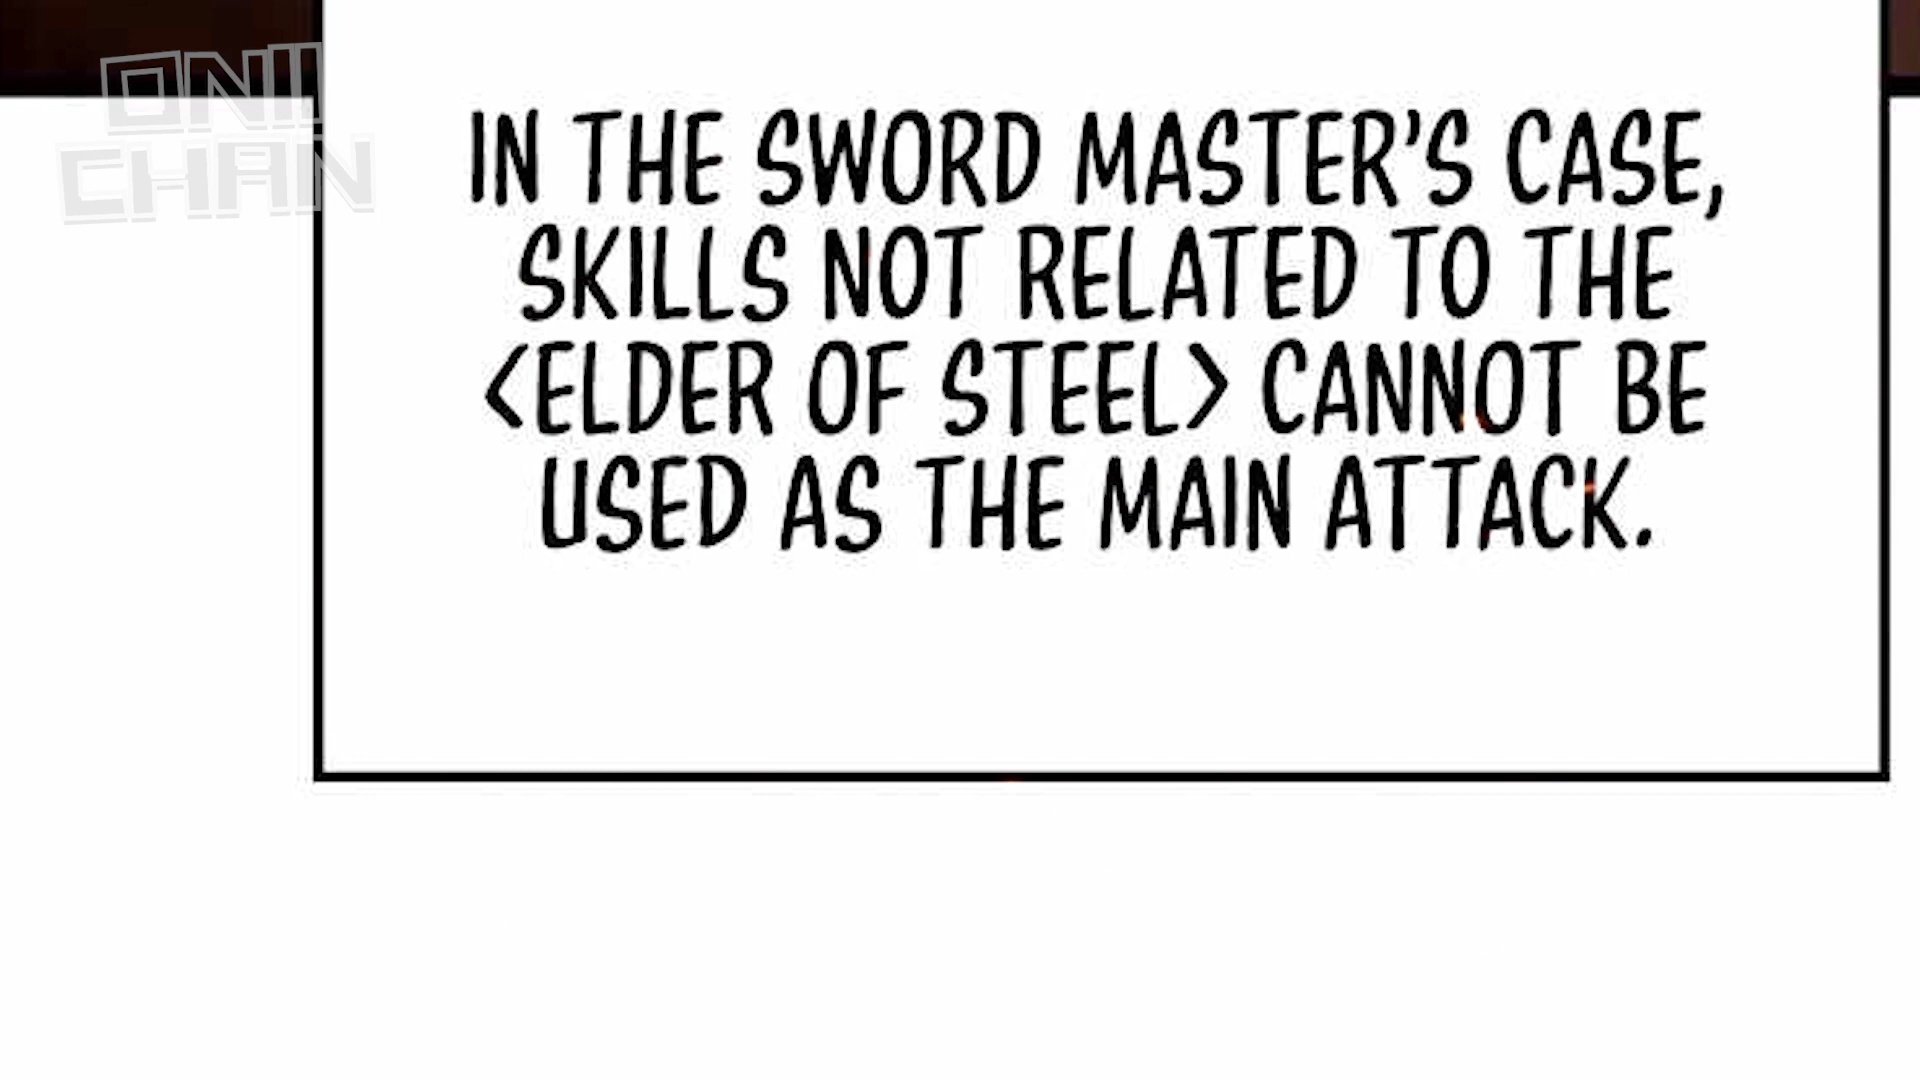 ONII
CHAN
IN THE SWORD MASTER'S CASE,
SKILLS NOT RELATED TO THE
<ELDER OF STEEL> CANNOT BE
USED AS THE MAIN ATTACK.